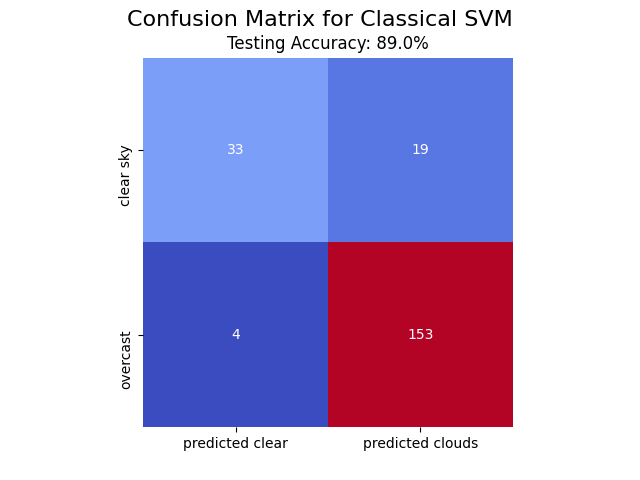 Confusion Matrix for Classical SVM
Testing Accuracy: 89.0%
clear sky
33
19
overcast
4
153
predicted clear
predicted clouds